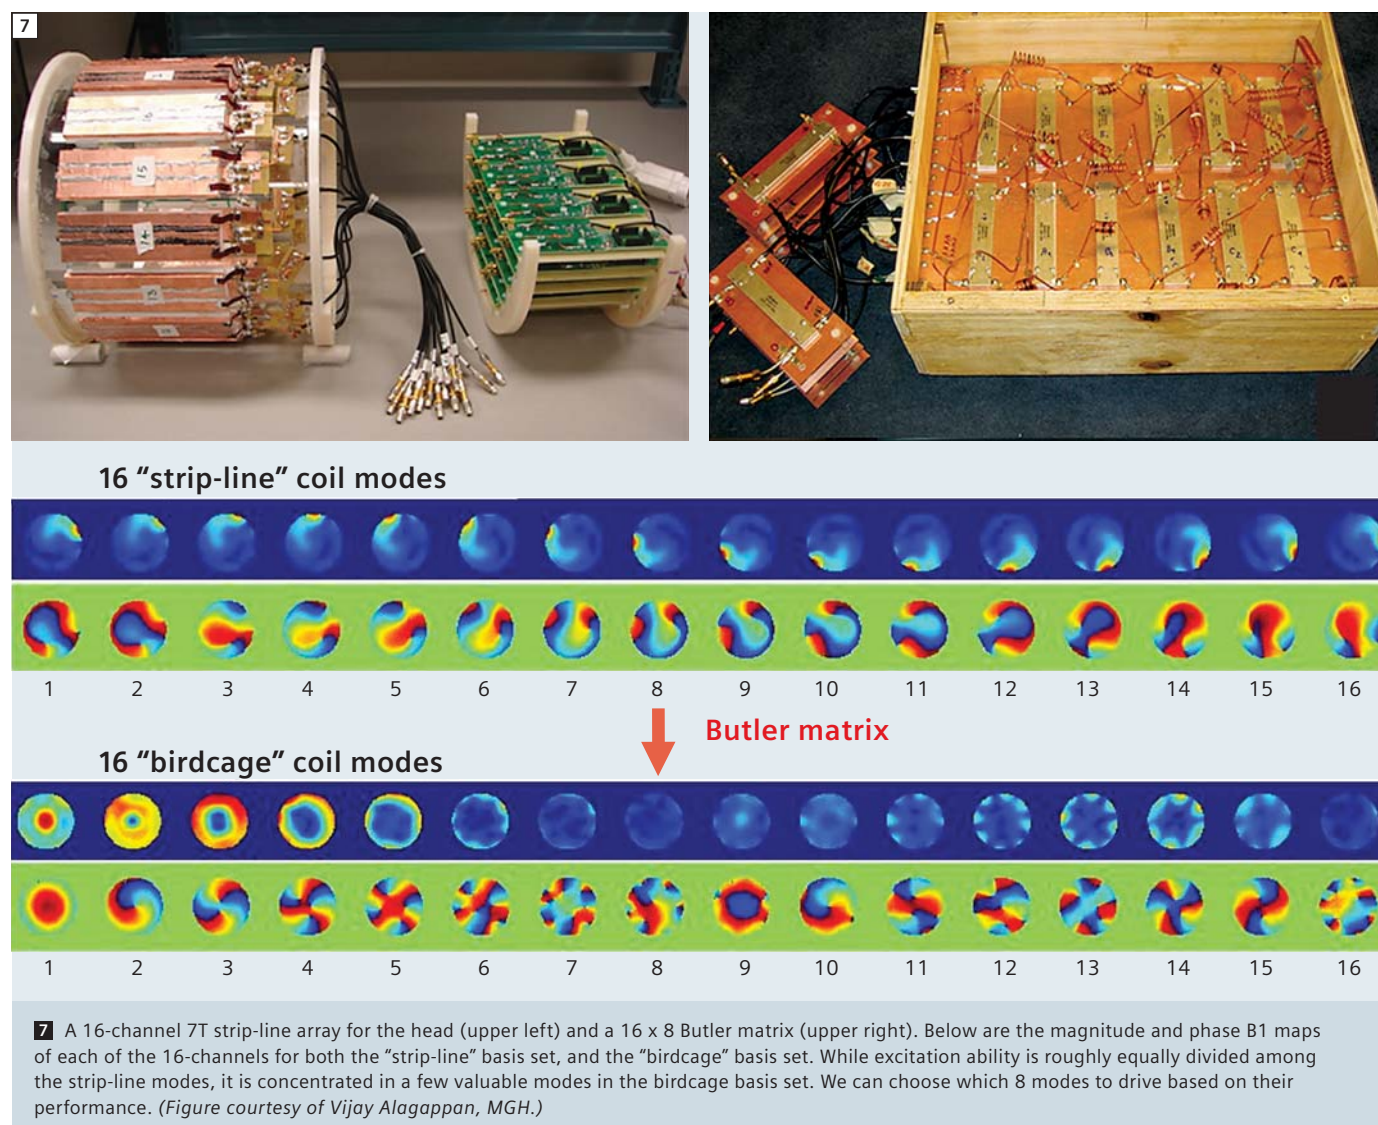 7
16 “strip-line” coil modes
1 2 3 4 5 6 7 8 9 10 11 12 13 14 15 16
Butler matrix
16 “birdcage” coil modes
1 2 3 4 5 6 7 8 9 10 11 12 13 14 15 16
7 A 16-channel 7T strip-line array for the head (upper left) and a 16 x 8 Butler matrix (upper right). Below are the magnitude and phase B1 maps
of each of the 16-channels for both the “strip-line” basis set, and the “birdcage” basis set. While excitation ability is roughly equally divided among
the strip-line modes, it is concentrated in a few valuable modes in the birdcage basis set. We can choose which 8 modes to drive based on their
performance. (Figure courtesy of Vijay Alagappan, MGH.)